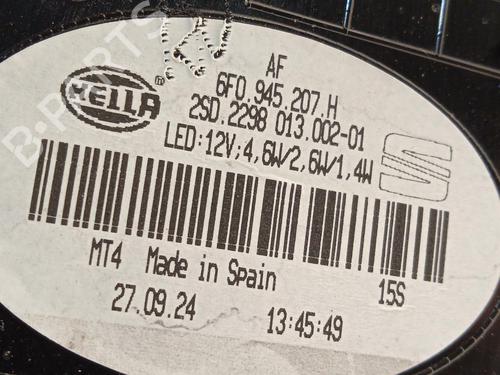 AF
HELLA
6F0.945.207.H
2SD.2298 013.002-01
LED:12V;4,6W/2,6W/1,4W
MT4 Made in Spain
15S
27.09.24
13:45:49
B-PARTS